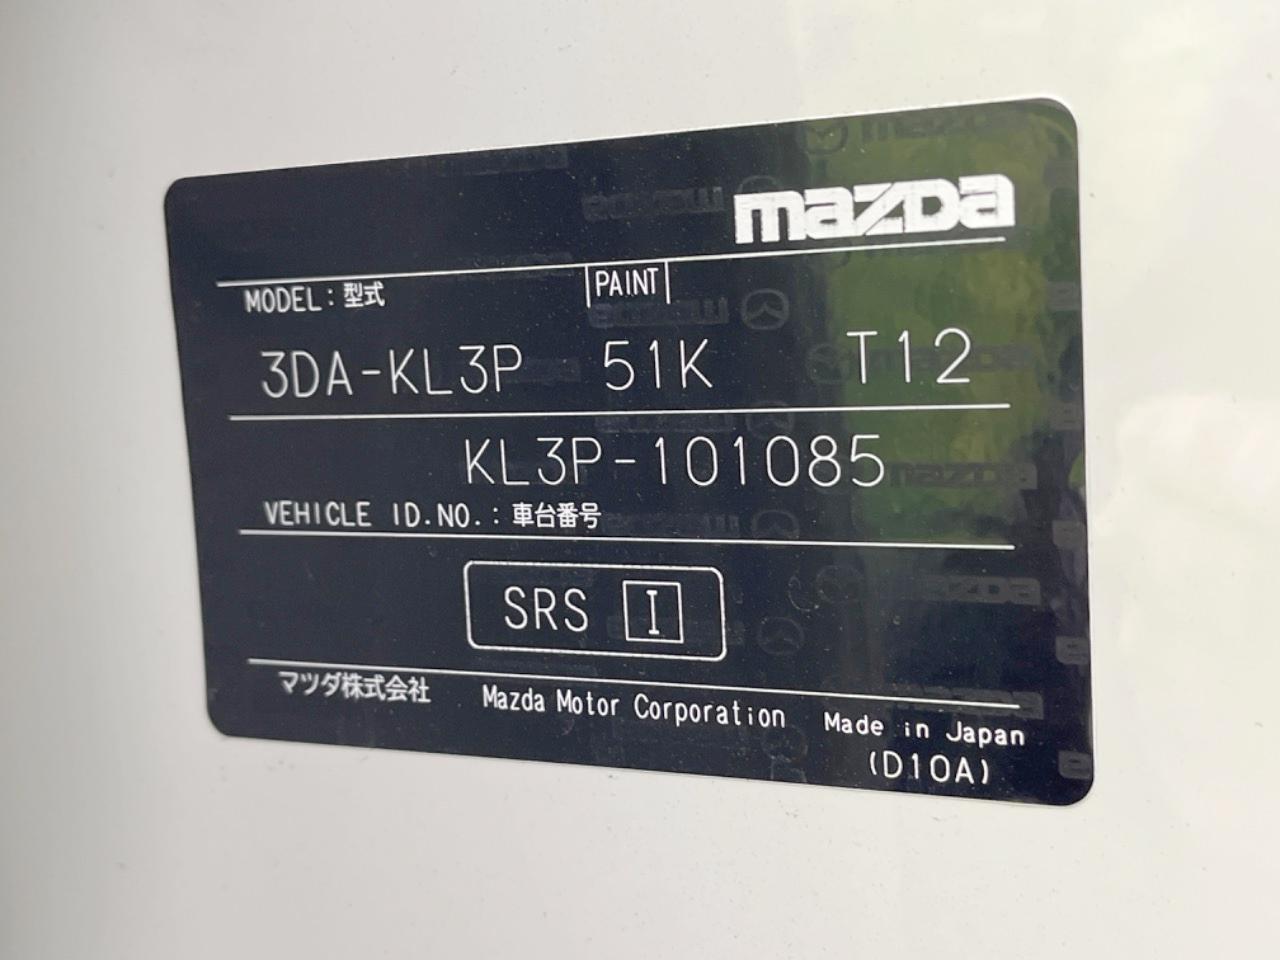 mazda
MODEL:型式 PAINT
3DA-KL3P 51K T12
KL3P-101085
VEHICLE ID.NO.:車台番号
SRS I
マツダ株式会社 Mazda Motor Corporation Made in Japan
(D10A)